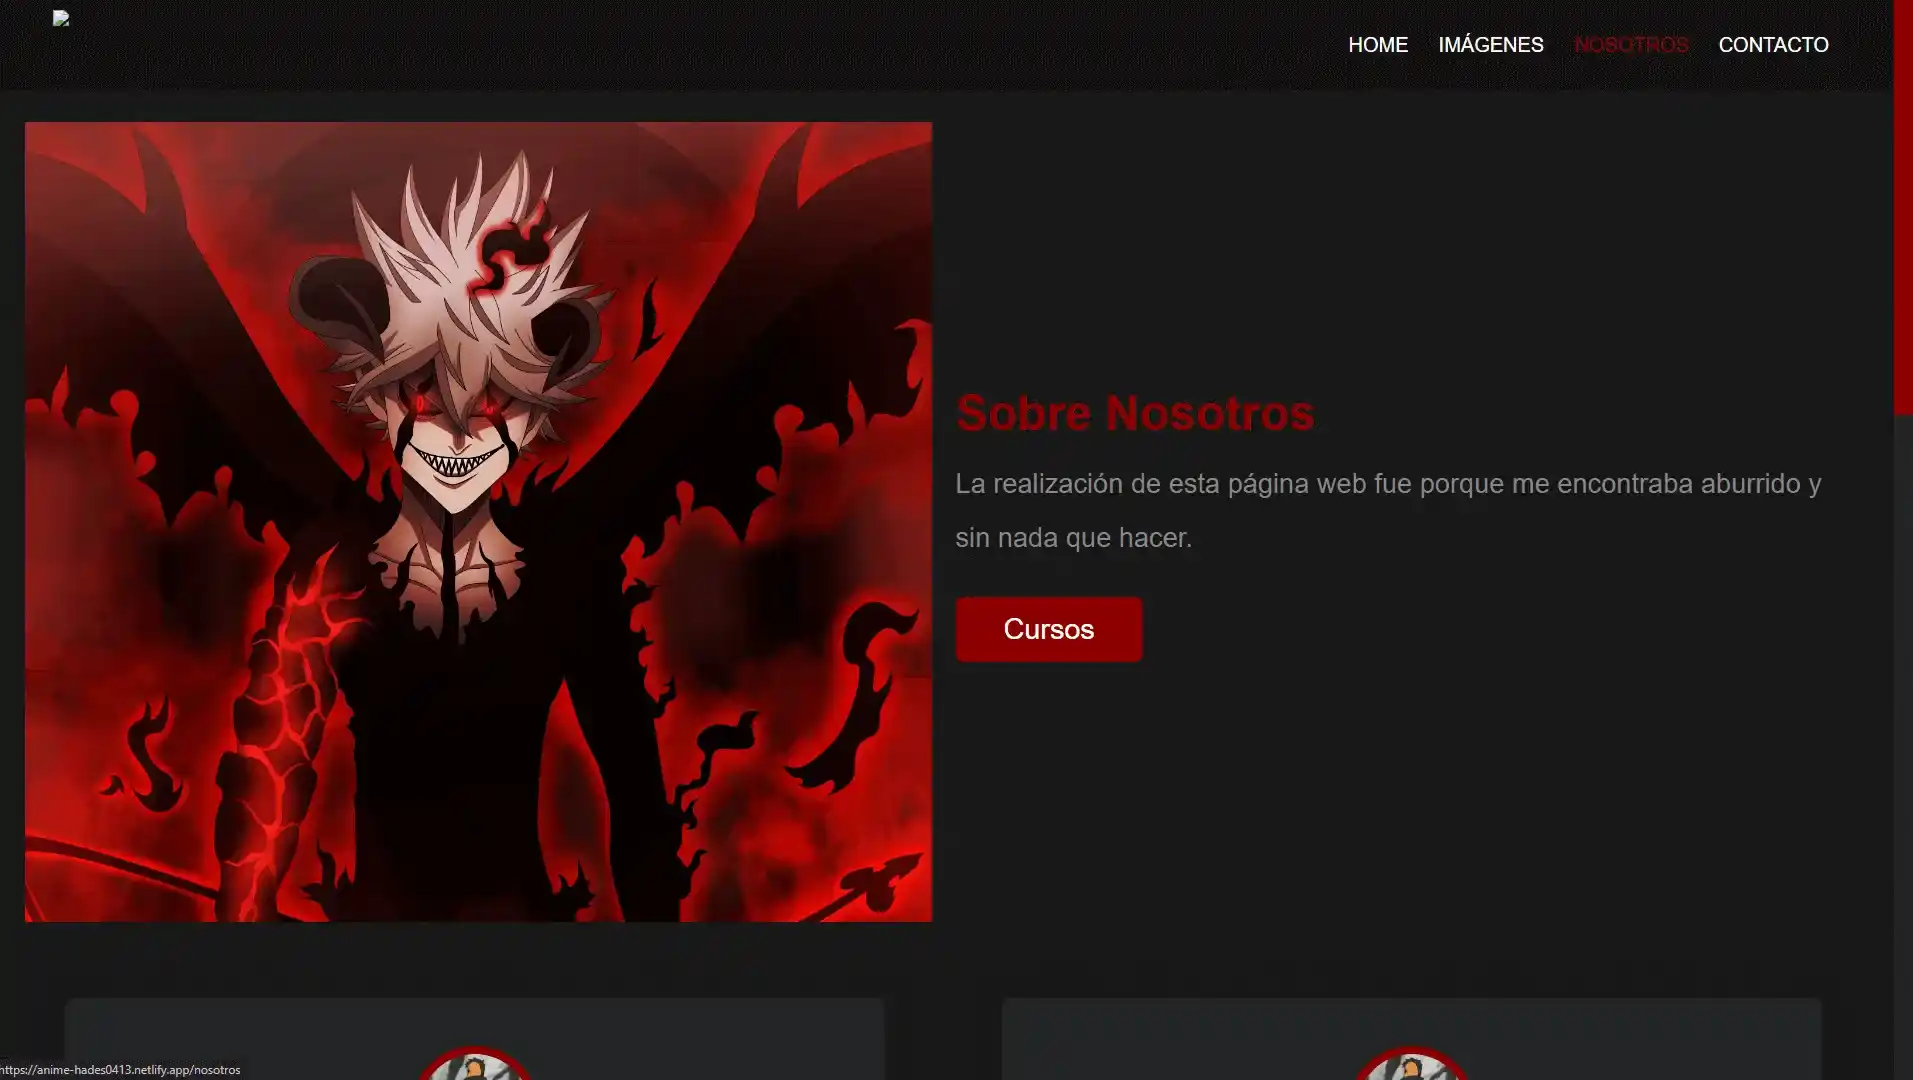 HOME IMÁGENES NOSOTROS CONTACTO
Sobre Nosotros
La realización de esta página web fue porque me encontraba aburrido y
sin nada que hacer.
Cursos
https://anime-hades0413.netlify.app/nosotros